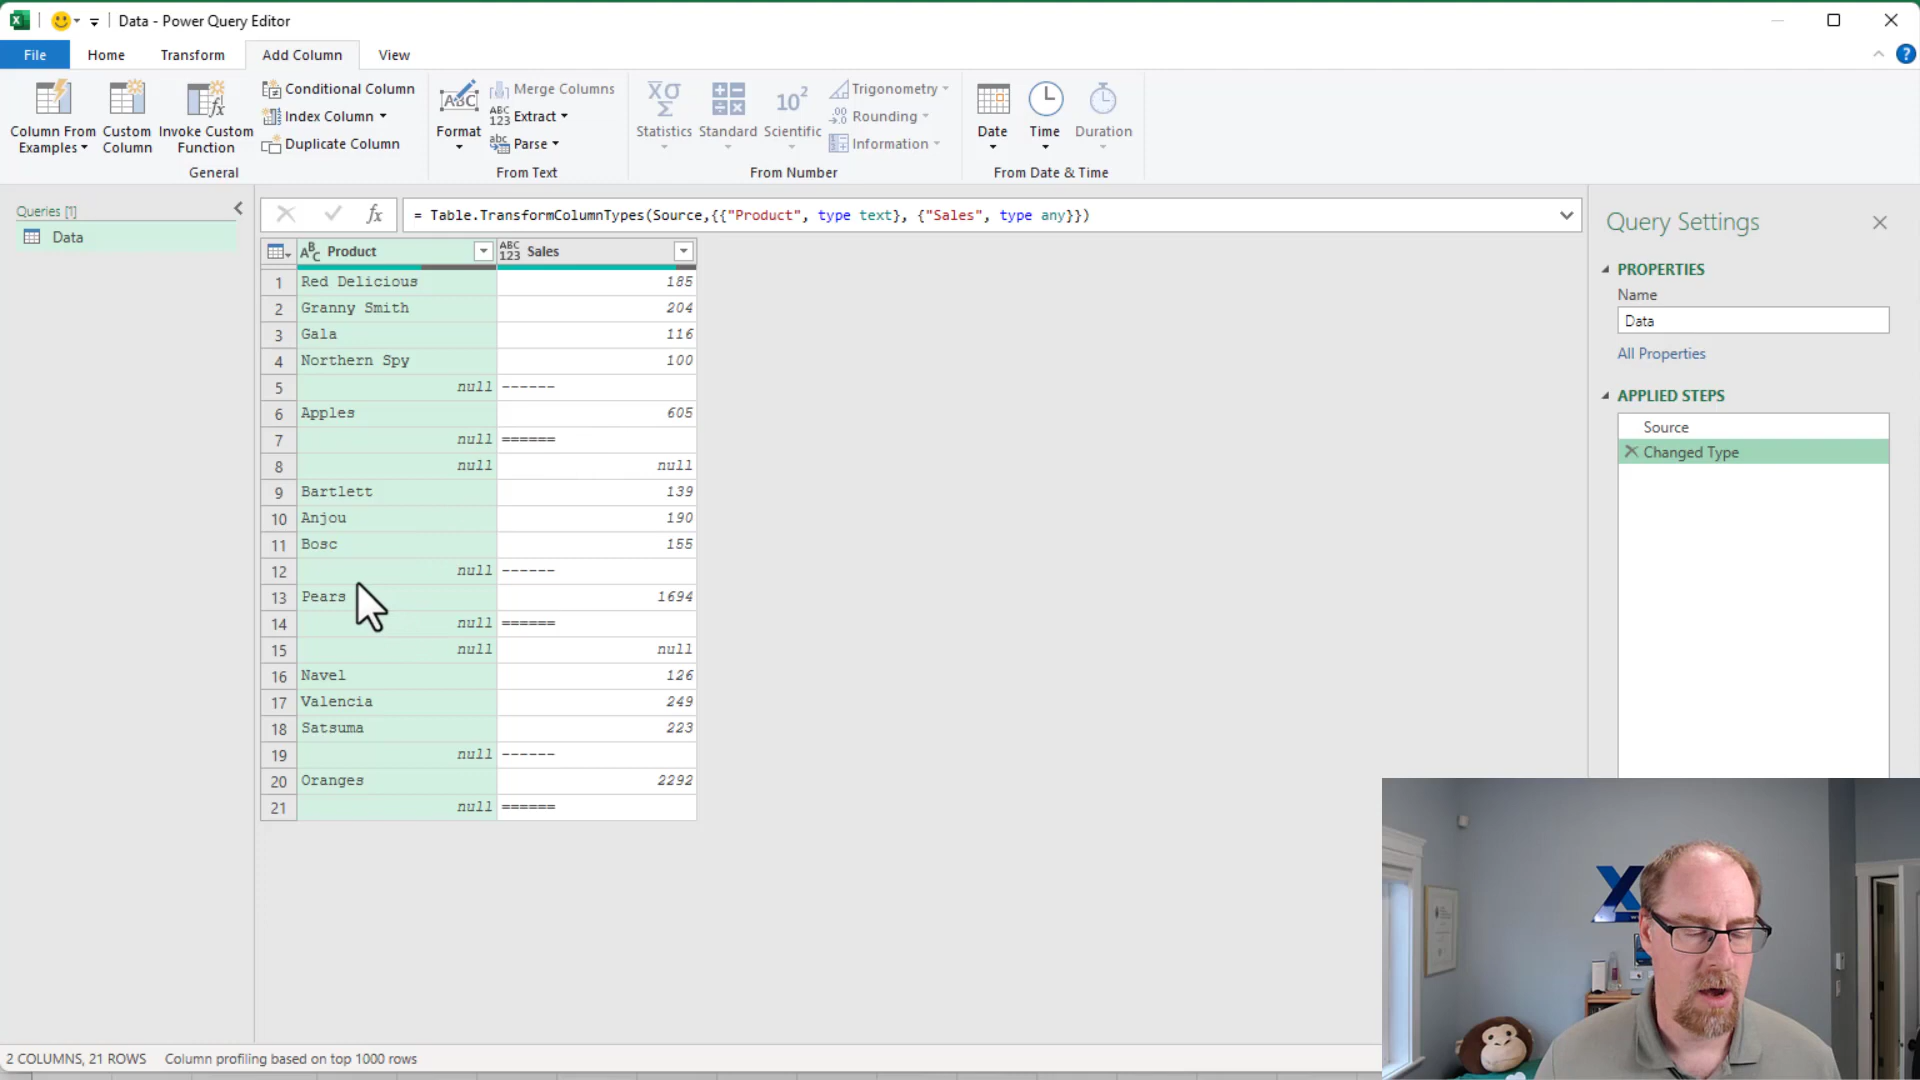 Data - Power Query Editor
File Home Transform Add Column View
Column From Examples
Custom Column
Invoke Custom Function
Conditional Column
Index Column
Duplicate Column
General
Format
Merge Columns
Extract
Parse
From Text
Statistics
Standard
Scientific
Trigonometry
Rounding
Information
From Number
Date
Time
Duration
From Date & Time
Queries [1]
Data
= Table.TransformColumnTypes(Source,{{"Product", type text}, {"Sales", type any}})
Product Sales
1 Red Delicious 185
2 Granny Smith 204
3 Gala 116
4 Northern Spy 100
5 null ------
6 Apples 605
7 null ======
8 null null
9 Bartlett 139
10 Anjou 190
11 Bosc 155
12 null ------
13 Pears 1694
14 null ======
15 null null
16 Navel 126
17 Valencia 249
18 Satsuma 223
19 null ------
20 Oranges 2292
21 null ======
Query Settings
PROPERTIES
Name
Data
All Properties
APPLIED STEPS
Source
Changed Type
2 COLUMNS, 21 ROWS Column profiling based on top 1000 rows